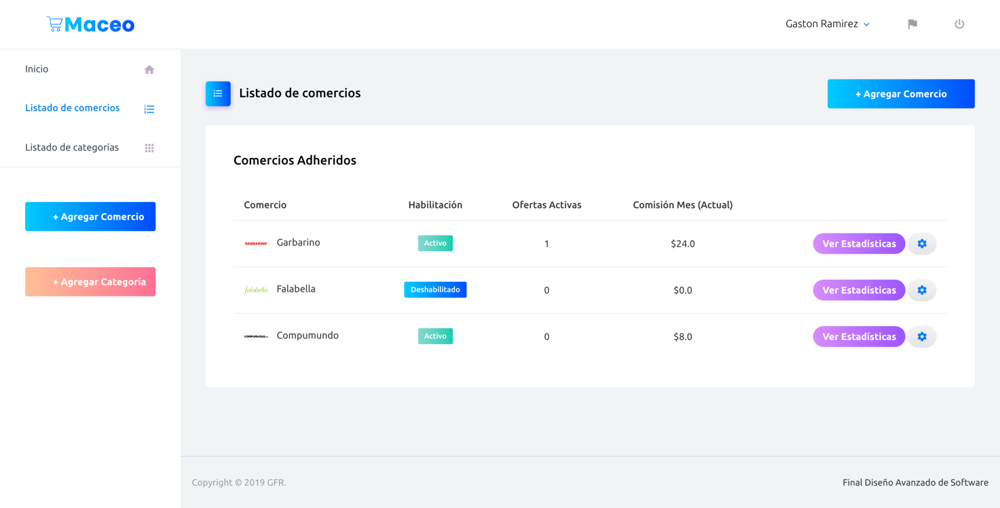 Maceo
Gaston Ramirez
Inicio
Listado de comercios
Listado de categorías
+ Agregar Comercio
+ Agregar Categoría
Listado de comercios
+ Agregar Comercio
Comercios Adheridos
Comercio Habilitación Ofertas Activas Comisión Mes (Actual)
GARBARINO Garbarino Activo 1 $24.0 Ver Estadísticas
falabella. Falabella Deshabilitado 0 $0.0 Ver Estadísticas
COMPUMUNDO Compumundo Activo 0 $8.0 Ver Estadísticas
Copyright © 2019 GFR.
Final Diseño Avanzado de Software